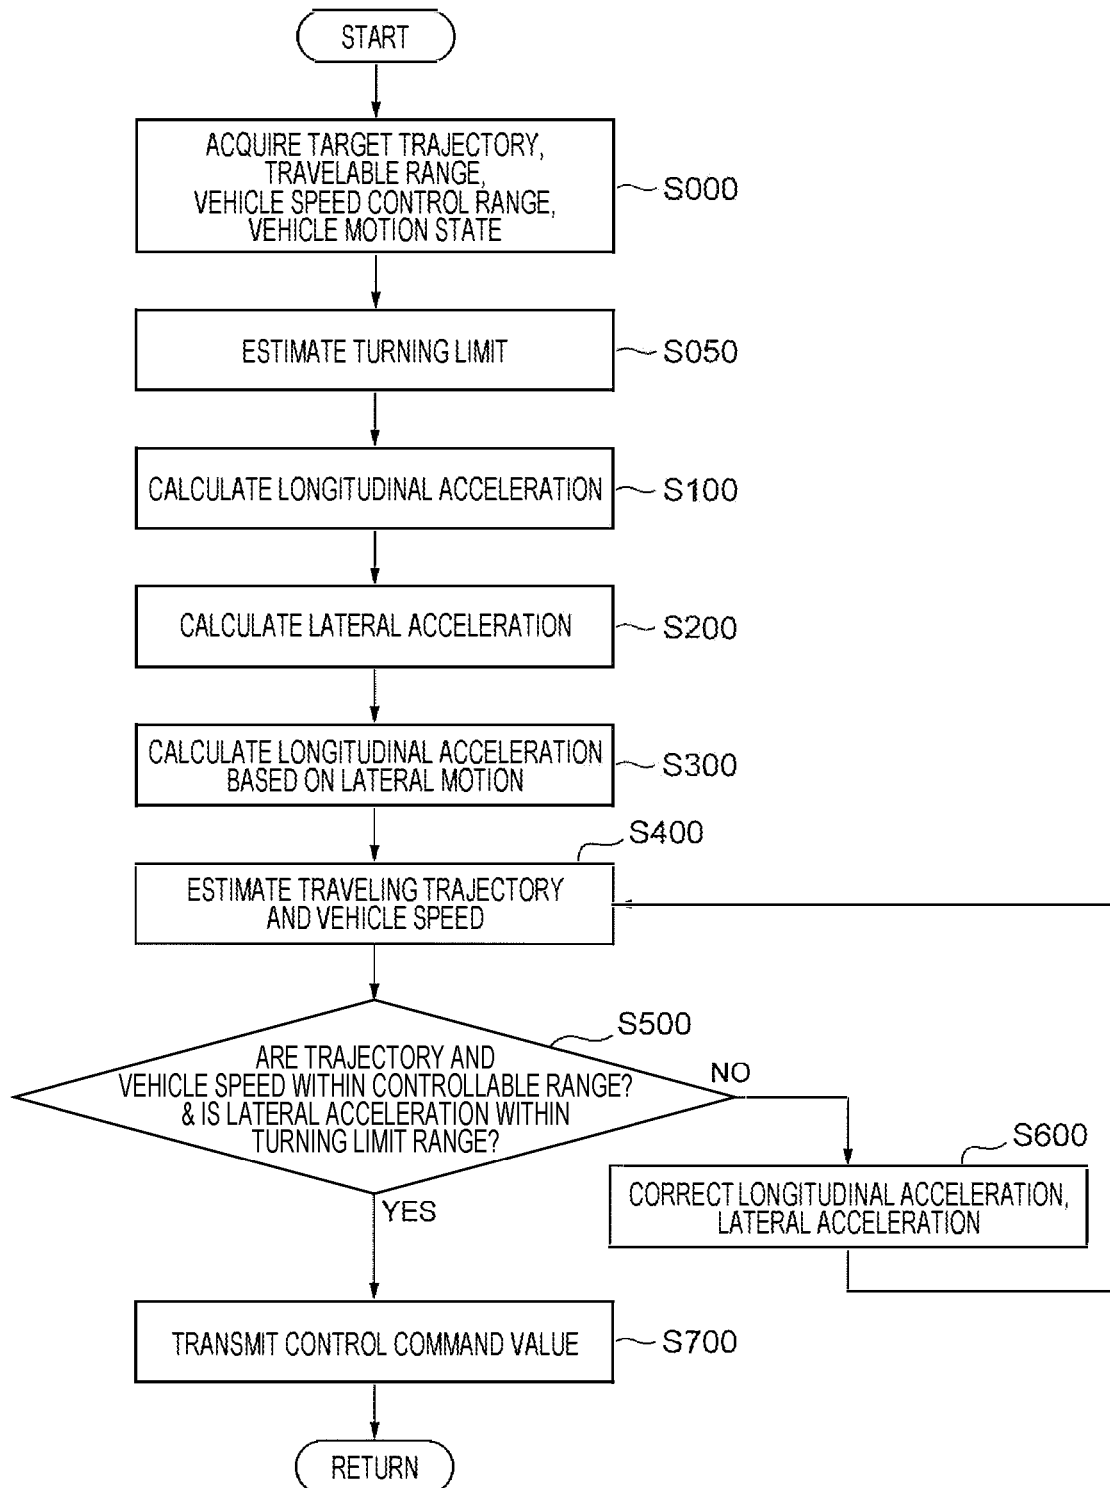 START
ACQUIRE TARGET TRAJECTORY,
TRAVELABLE RANGE,
VEHICLE SPEED CONTROL RANGE,
VEHICLE MOTION STATE
S000
ESTIMATE TURNING LIMIT
S050
CALCULATE LONGITUDINAL ACCELERATION
S100
CALCULATE LATERAL ACCELERATION
S200
CALCULATE LONGITUDINAL ACCELERATION
BASED ON LATERAL MOTION
S300
S400
ESTIMATE TRAVELING TRAJECTORY
AND VEHICLE SPEED
S500
ARE TRAJECTORY AND
VEHICLE SPEED WITHIN CONTROLLABLE RANGE?
& IS LATERAL ACCELERATION WITHIN
TURNING LIMIT RANGE?
NO
S600
CORRECT LONGITUDINAL ACCELERATION,
LATERAL ACCELERATION
YES
TRANSMIT CONTROL COMMAND VALUE
S700
RETURN